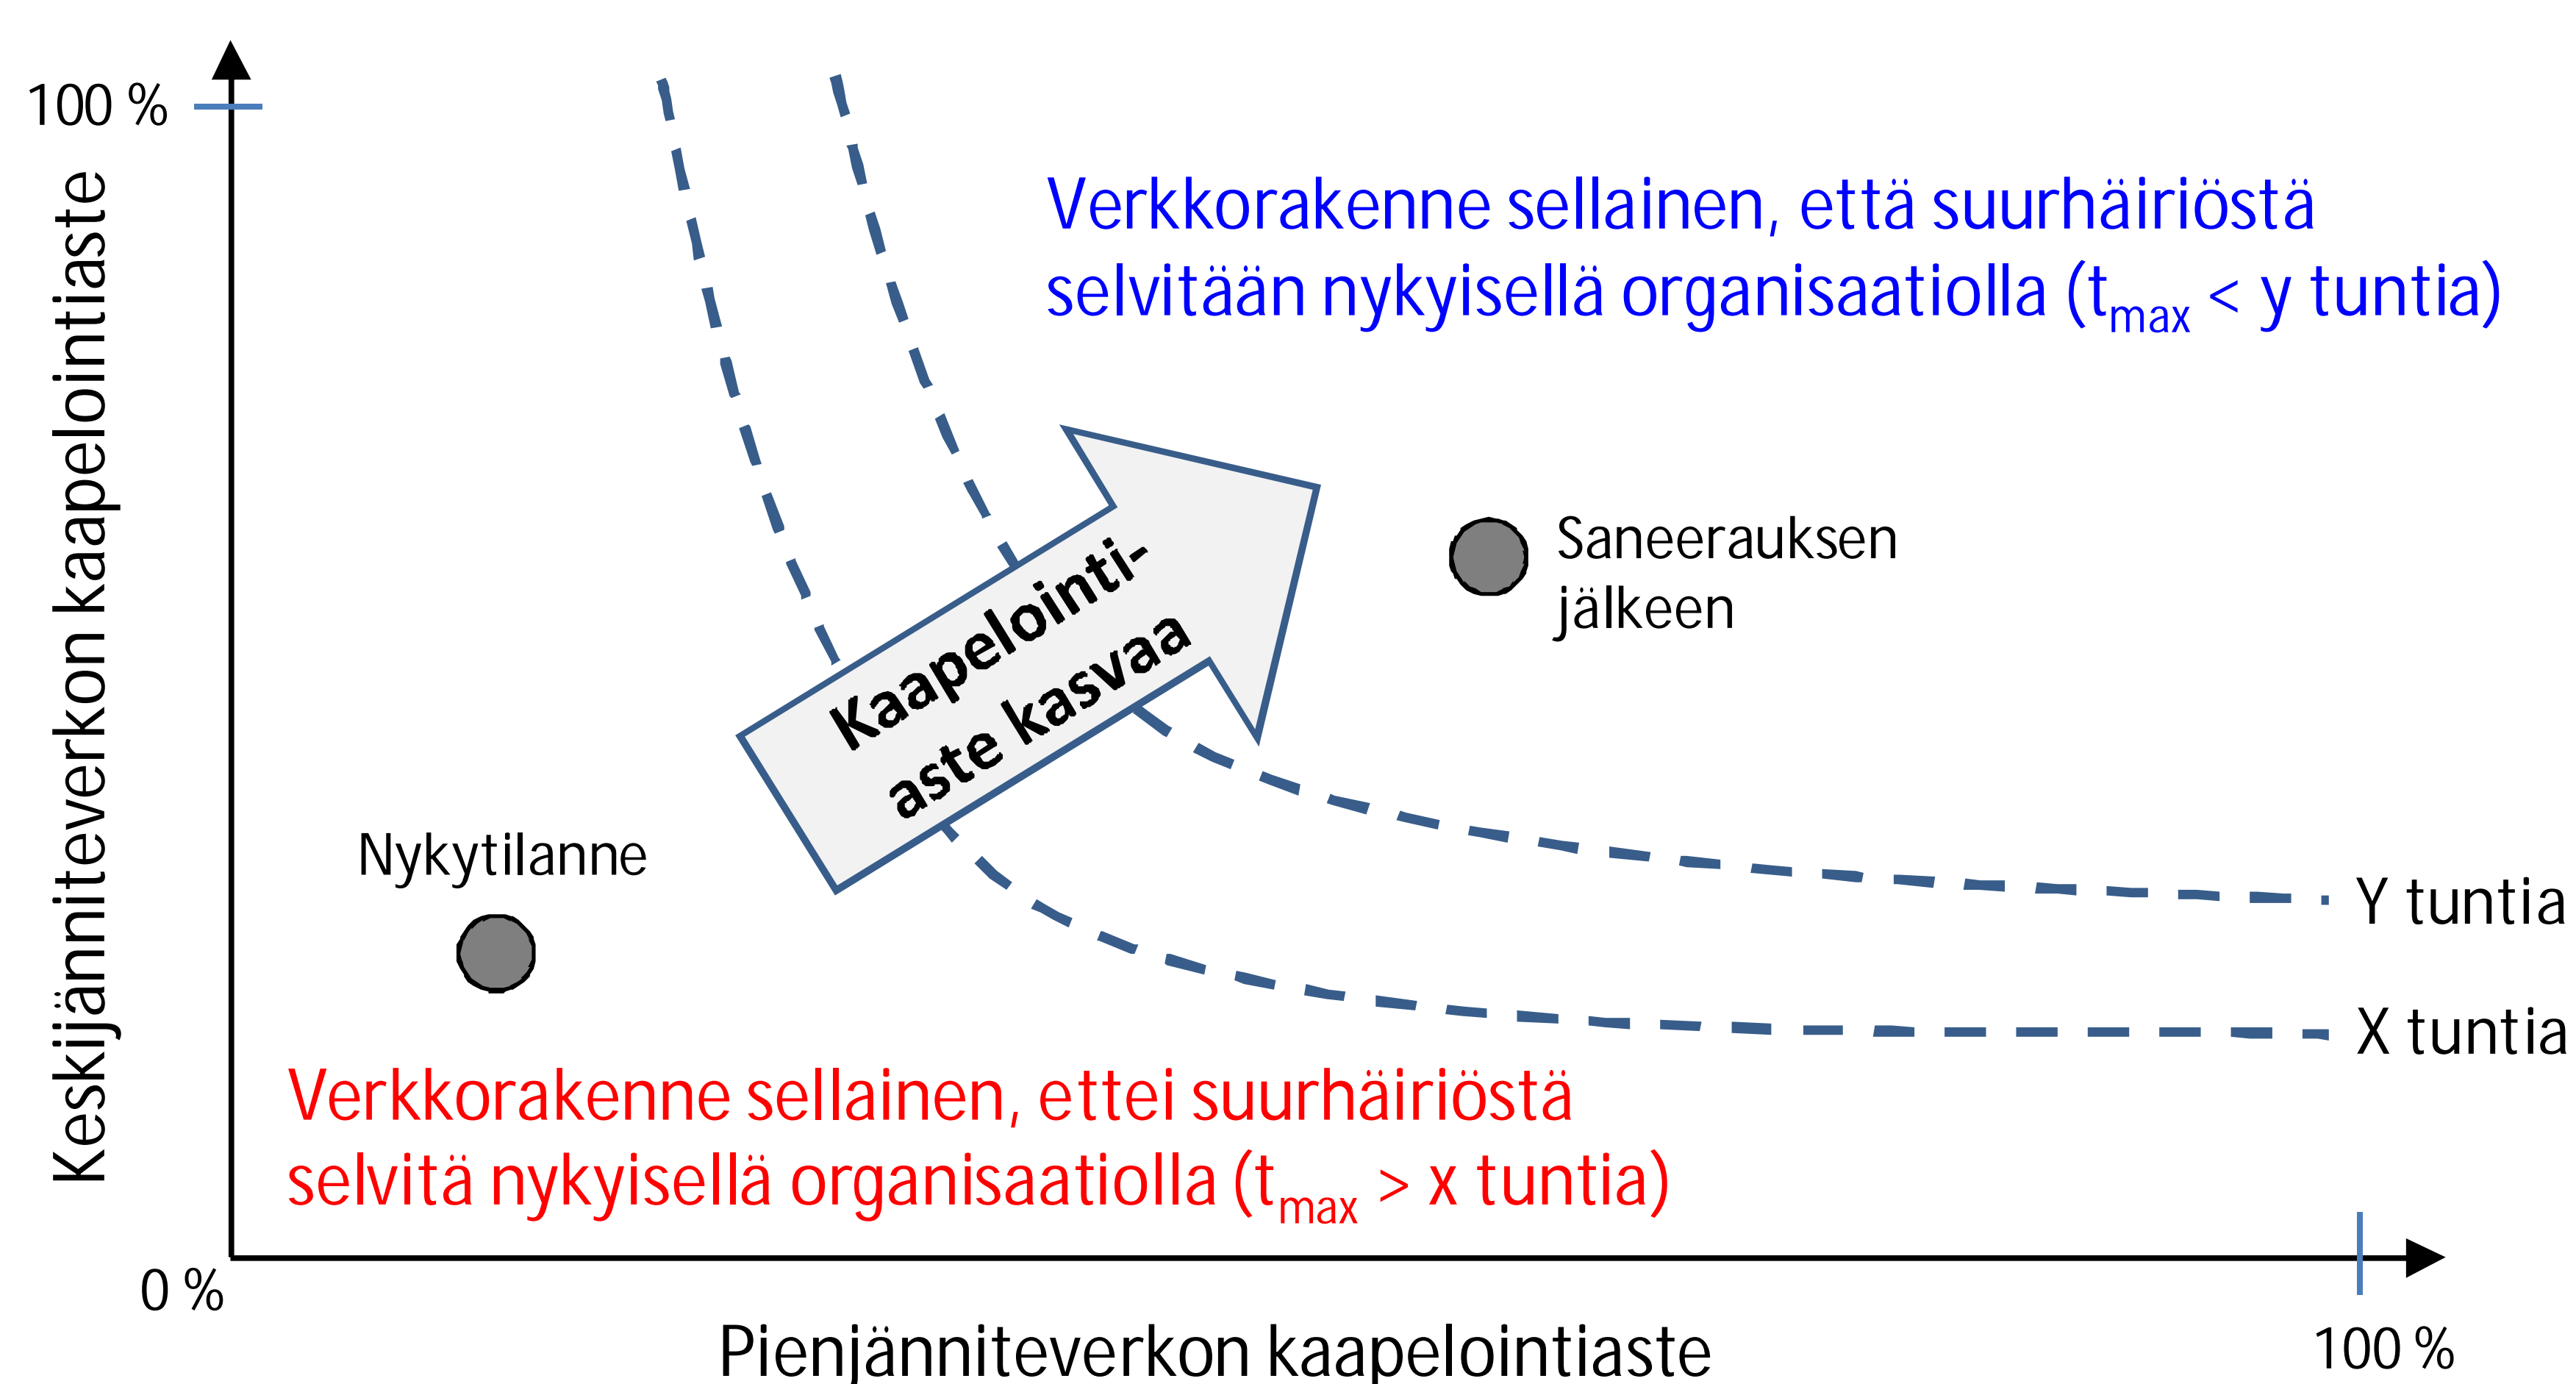 100 %
Keskijänniteverkon kaapelointiaste
Verkkorakenne sellainen, että suurhäiriöstä
selvitään nykyisellä organisaatiolla (tmax < y tuntia)
Kaapelointi-
aste kasvaa
Saneerauksen
jälkeen
Nykytilanne
Y tuntia
X tuntia
Verkkorakenne sellainen, ettei suurhäiriöstä
selvitä nykyisellä organisaatiolla (tmax > x tuntia)
0 %
Pienjänniteverkon kaapelointiaste
100 %